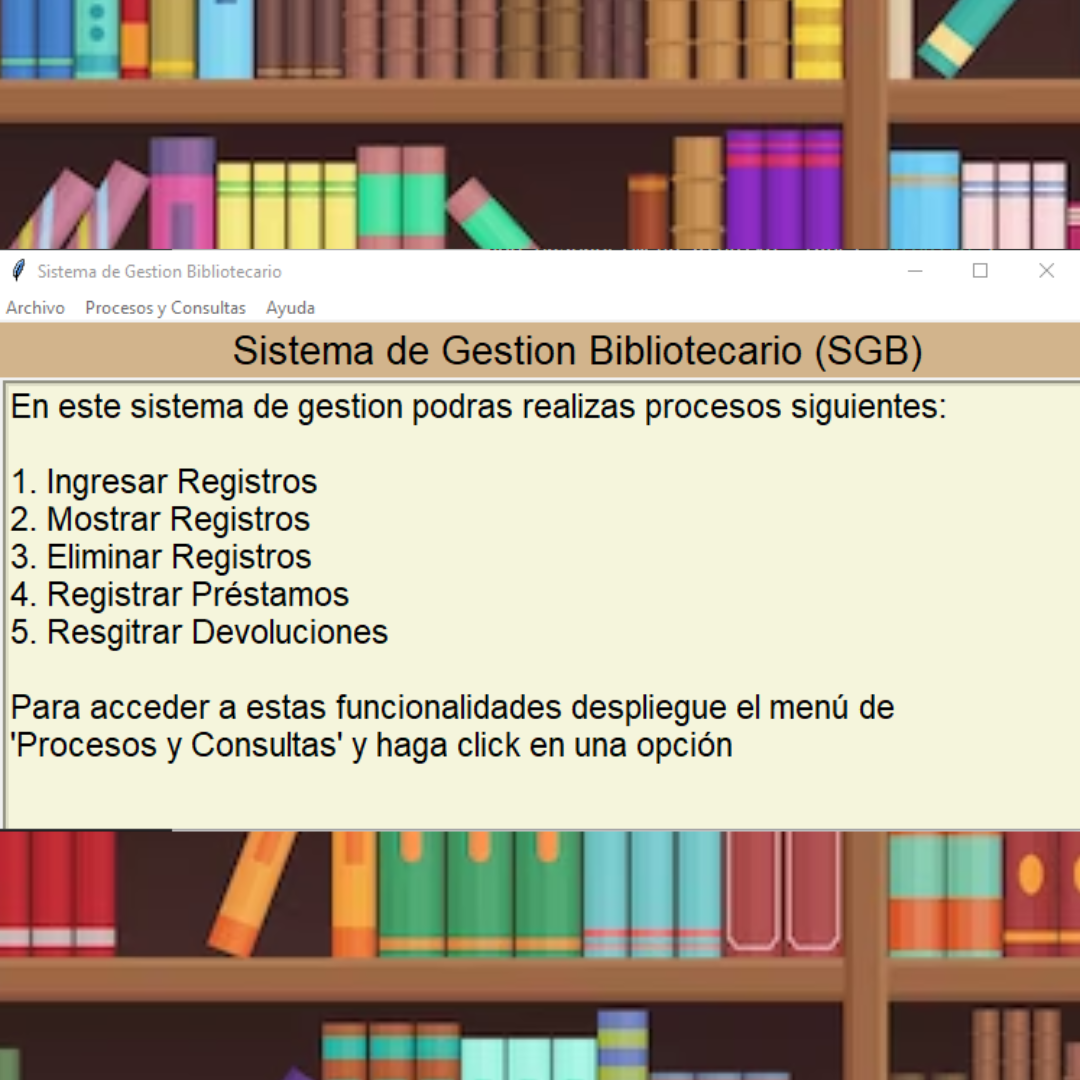 Sistema de Gestion Bibliotecario
Archivo Procesos y Consultas Ayuda
Sistema de Gestion Bibliotecario (SGB)
En este sistema de gestion podras realizas procesos siguientes:
1. Ingresar Registros
2. Mostrar Registros
3. Eliminar Registros
4. Registrar Préstamos
5. Resgitrar Devoluciones
Para acceder a estas funcionalidades despliegue el menú de
'Procesos y Consultas' y haga click en una opción